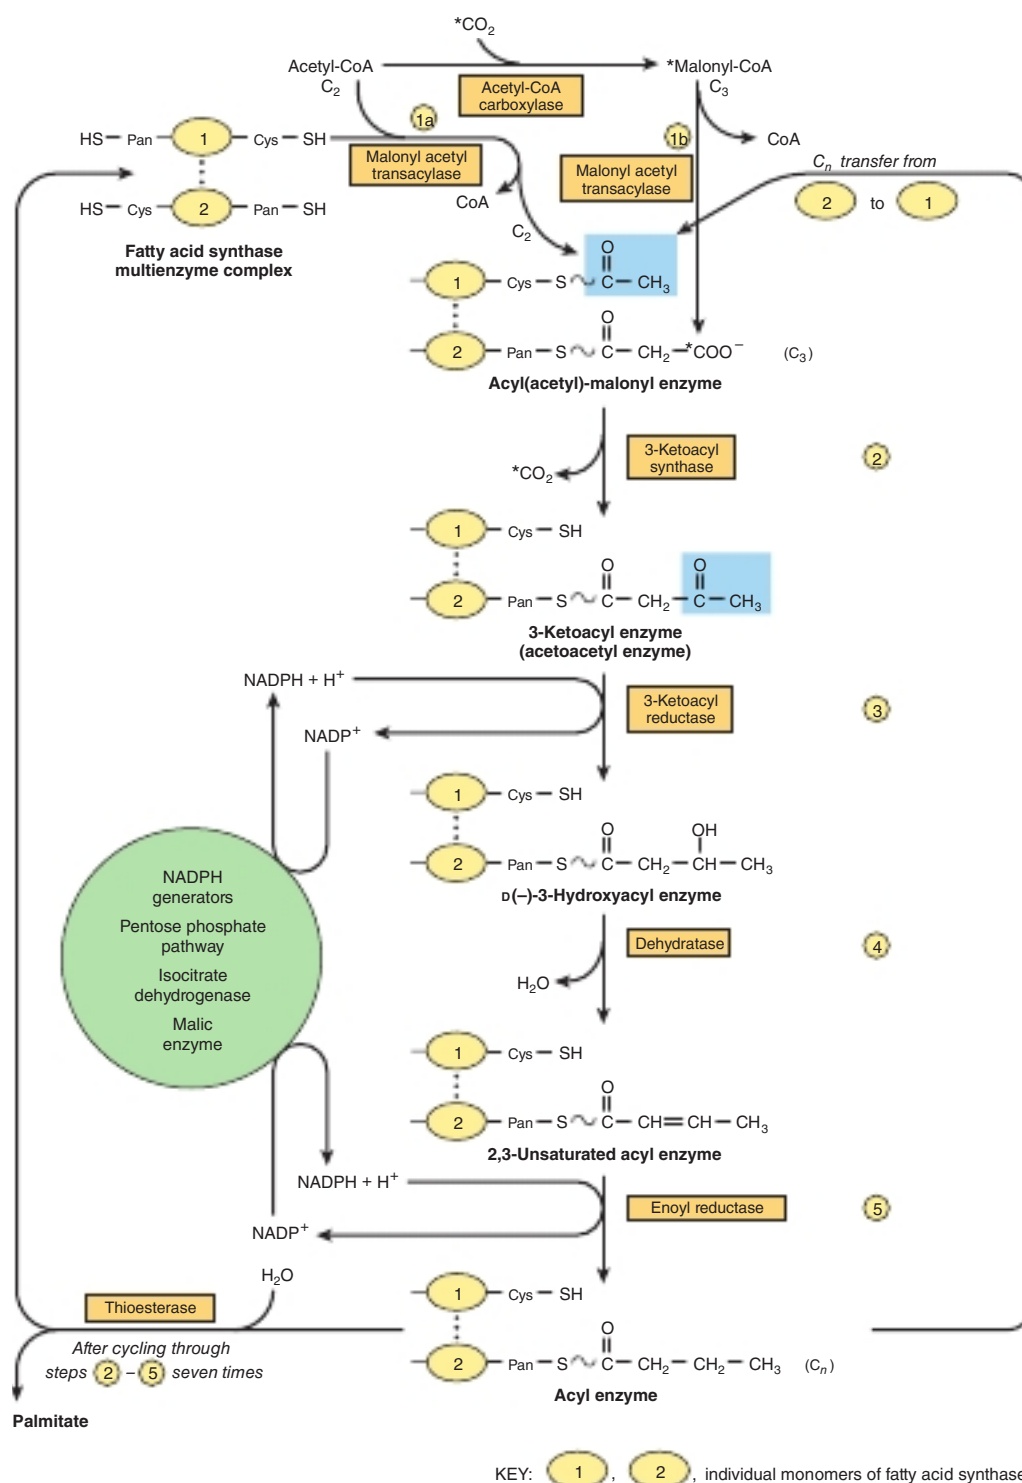 *CO₂
Acetyl-CoA
C₂
*Malonyl-CoA
C₃
Acetyl-CoA
carboxylase
1a
1b
CoA
HS — Pan — 1 — Cys — SH
Malonyl acetyl
transacylase
Malonyl acetyl
transacylase
Cₙ transfer from
2 to 1
HS — Cys — 2 — Pan — SH
CoA
C₂
Fatty acid synthase
multienzyme complex
O
1 — Cys — S ~ C — CH₃
O
2 — Pan — S ~ C — CH₂ — *COO⁻ (C₃)
Acyl(acetyl)-malonyl enzyme
3-Ketoacyl
synthase
2
*CO₂
1 — Cys — SH
O O
2 — Pan — S ~ C — CH₂ — C — CH₃
3-Ketoacyl enzyme
(acetoacetyl enzyme)
NADPH + H⁺
3-Ketoacyl
reductase
3
NADP⁺
1 — Cys — SH
O OH
2 — Pan — S ~ C — CH₂ — CH — CH₃
D(–)-3-Hydroxyacyl enzyme
NADPH
generators
Pentose phosphate
pathway
Isocitrate
dehydrogenase
Malic
enzyme
Dehydratase
4
H₂O
1 — Cys — SH
O
2 — Pan — S ~ C — CH=CH — CH₃
2,3-Unsaturated acyl enzyme
NADPH + H⁺
Enoyl reductase
5
NADP⁺
H₂O
Thioesterase
1 — Cys — SH
After cycling through
steps 2 – 5 seven times
O
2 — Pan — S ~ C — CH₂ — CH₂ — CH₃ (Cₙ)
Acyl enzyme
Palmitate
KEY: 1 , 2 , individual monomers of fatty acid synthase